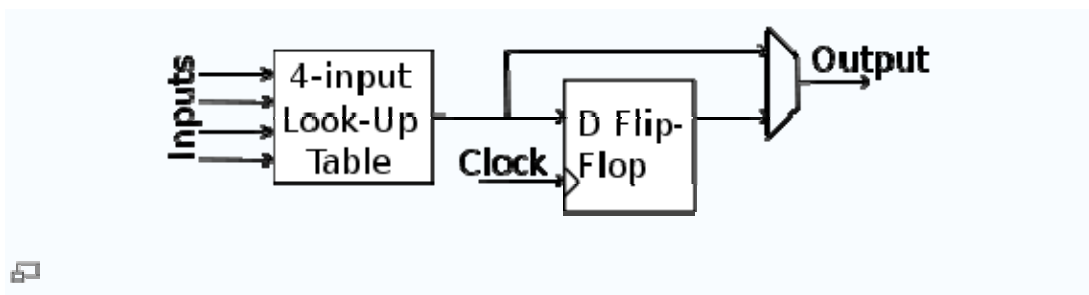 Inputs
4-input
Look-Up
Table
Clock
D Flip-
Flop
Output